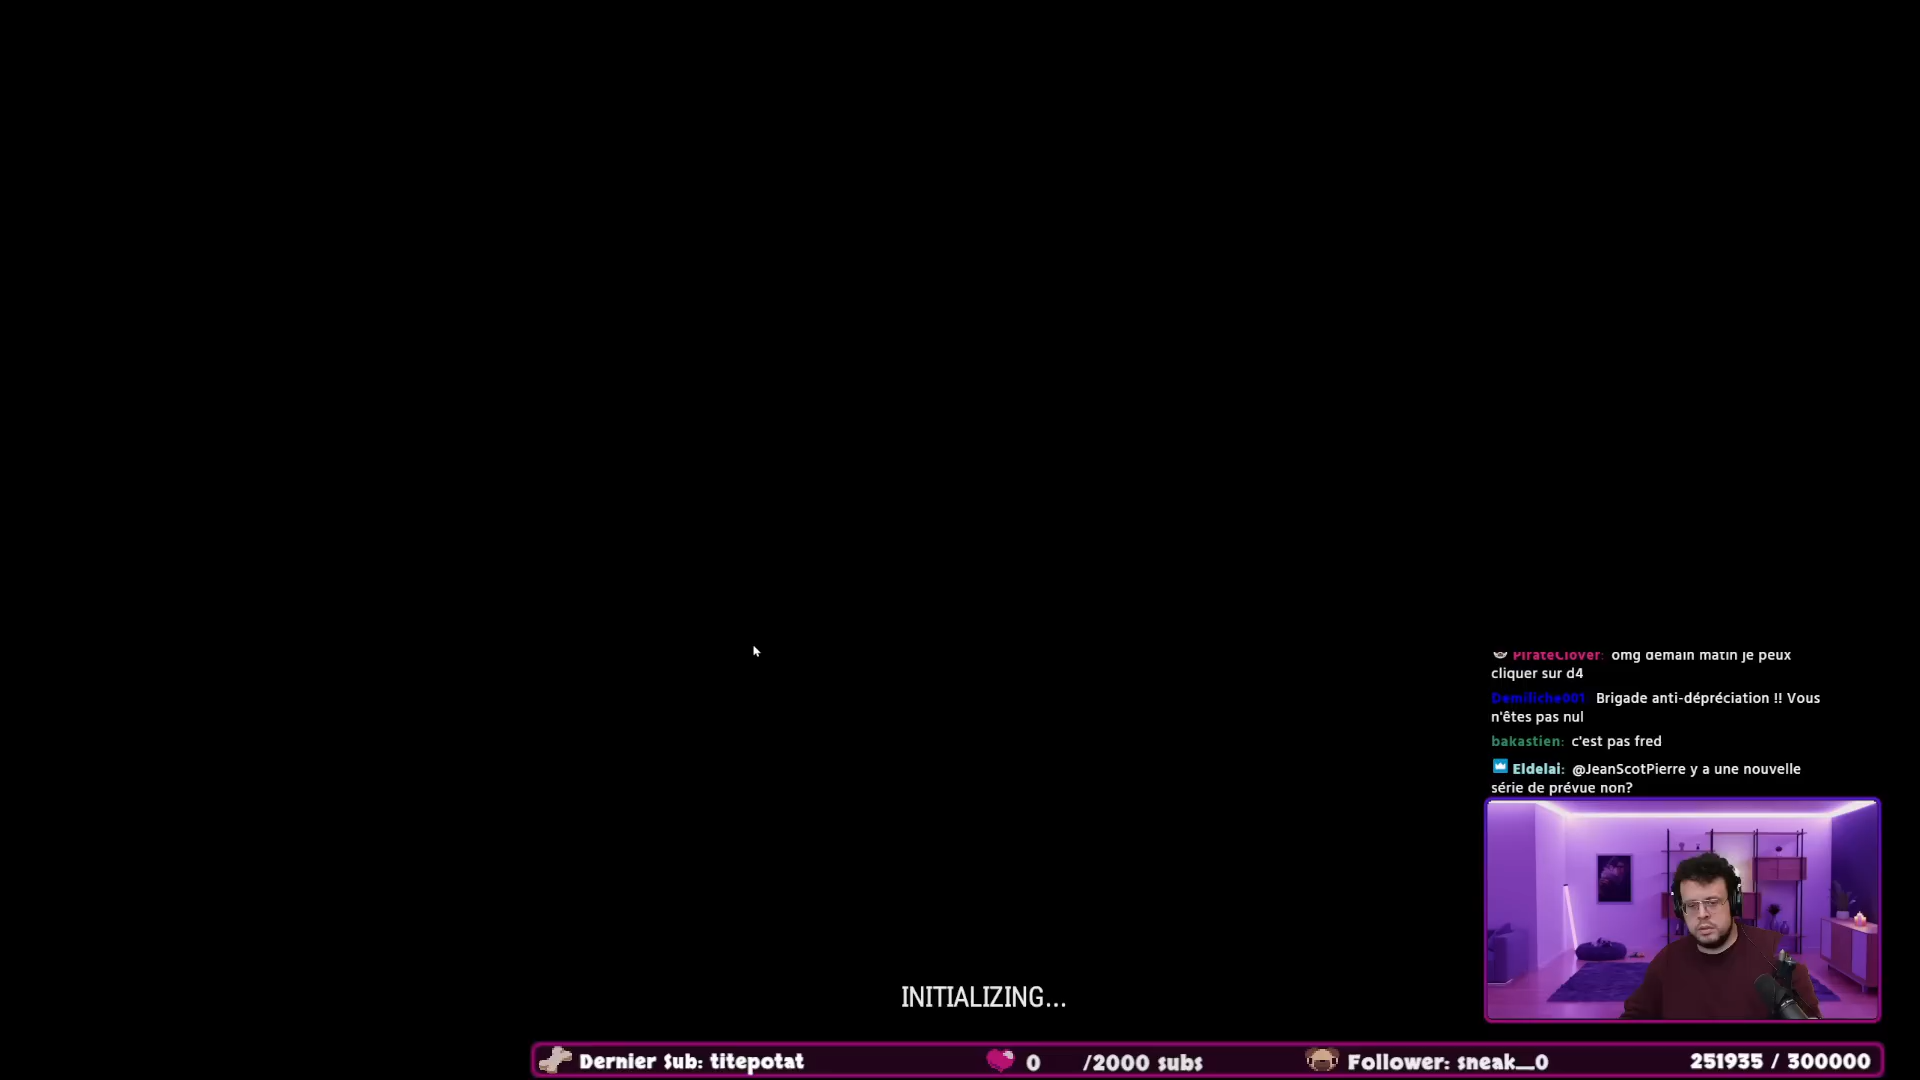 PirateClover: omg demain matin je peux
cliquer sur d4
Demiliche001: Brigade anti-dépréciation !! Vous
n'êtes pas nul
bakastien: c'est pas fred
Eldelai: @JeanScotPierre y a une nouvelle
série de prévue non?
INITIALIZING...
Dernier Sub: titepotat 0 /2000 subs Follower: sneak__0 251935 / 300000